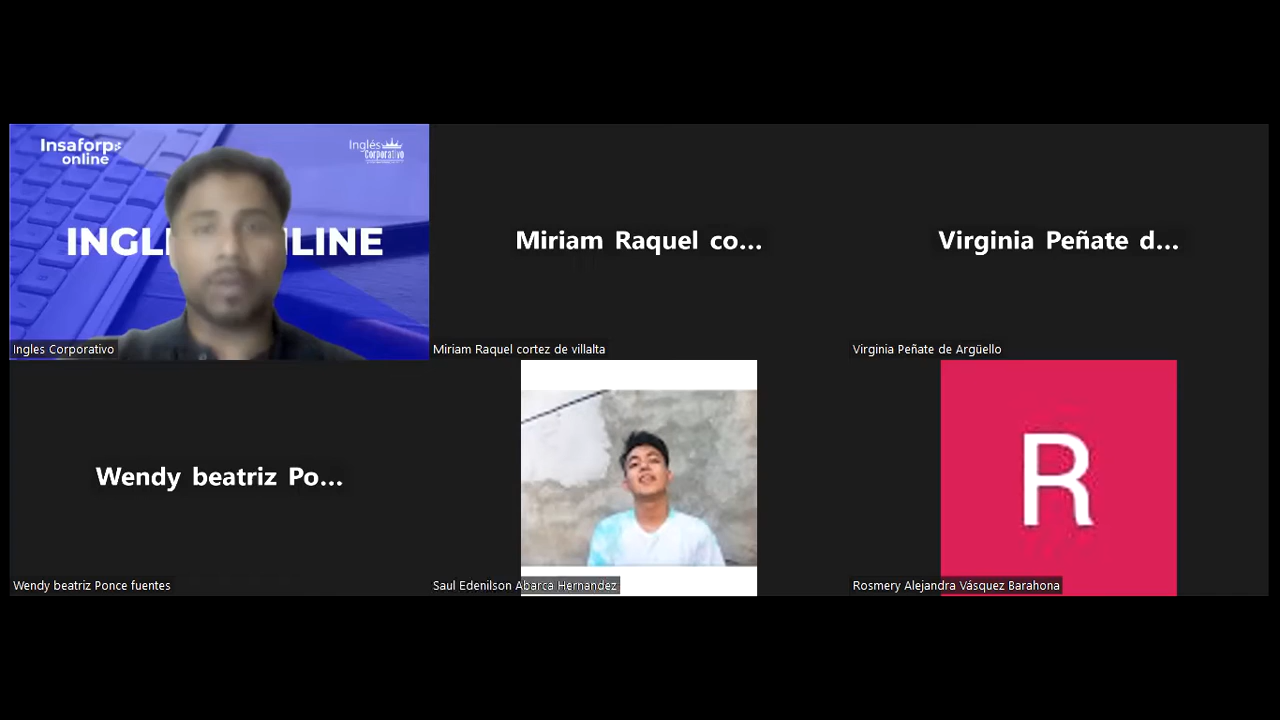 Insaforp
online
Inglés
Corporativo
INGL NLINE
Ingles Corporativo
Miriam Raquel co...
Miriam Raquel cortez de villalta
Virginia Peñate d...
Virginia Peñate de Argüello
Wendy beatriz Po...
Wendy beatriz Ponce fuentes
Saul Edenilson Abarca Hernandez
R
Rosmery Alejandra Vásquez Barahona